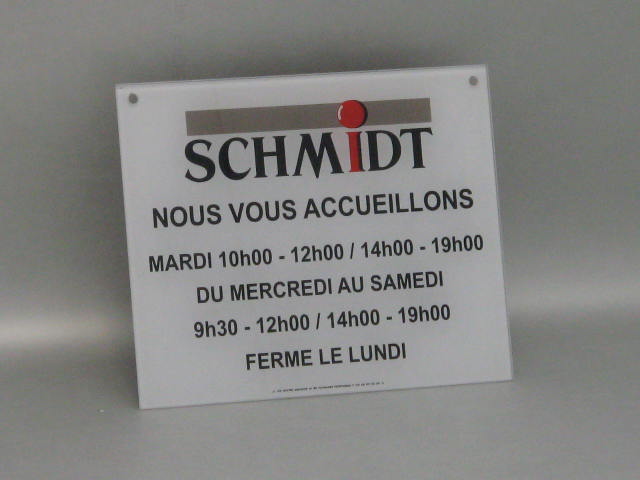 SCHMiDT
NOUS VOUS ACCUEILLONS
MARDI 10h00 - 12h00 / 14h00 - 19h00
DU MERCREDI AU SAMEDI
9h30 - 12h00 / 14h00 - 19h00
FERME LE LUNDI